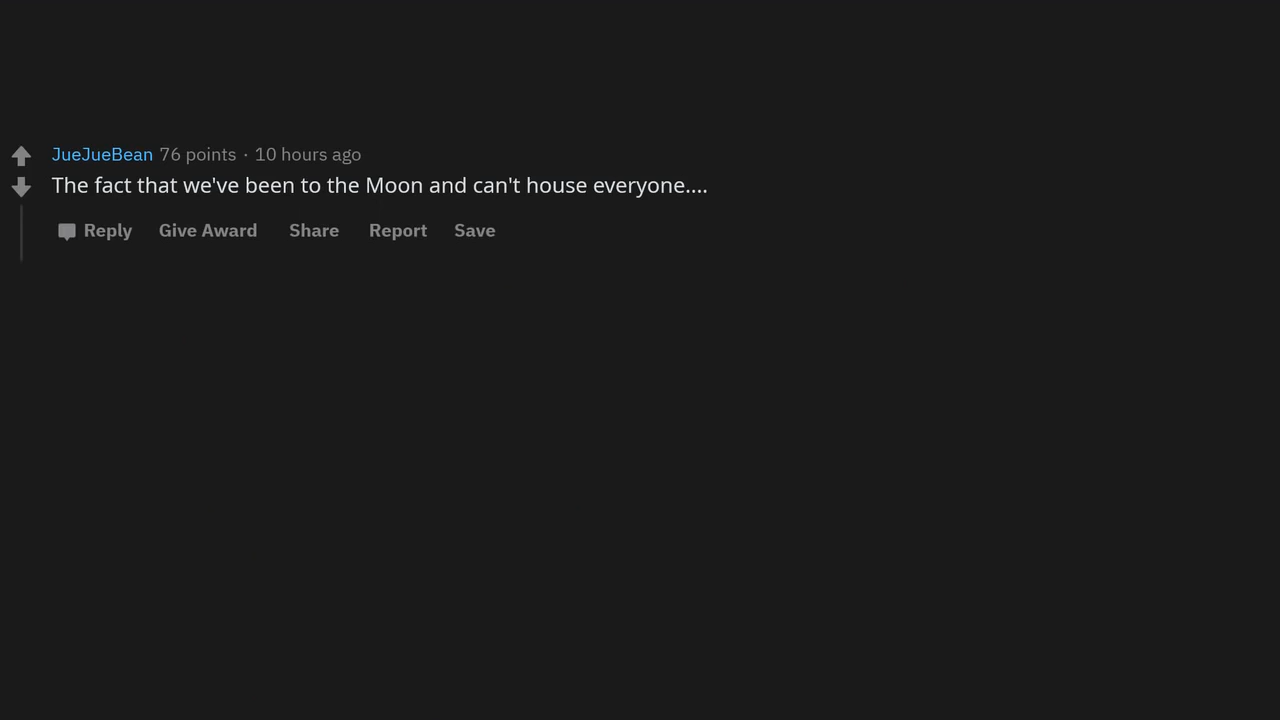 JueJueBean 76 points · 10 hours ago
The fact that we've been to the Moon and can't house everyone....
Reply Give Award Share Report Save